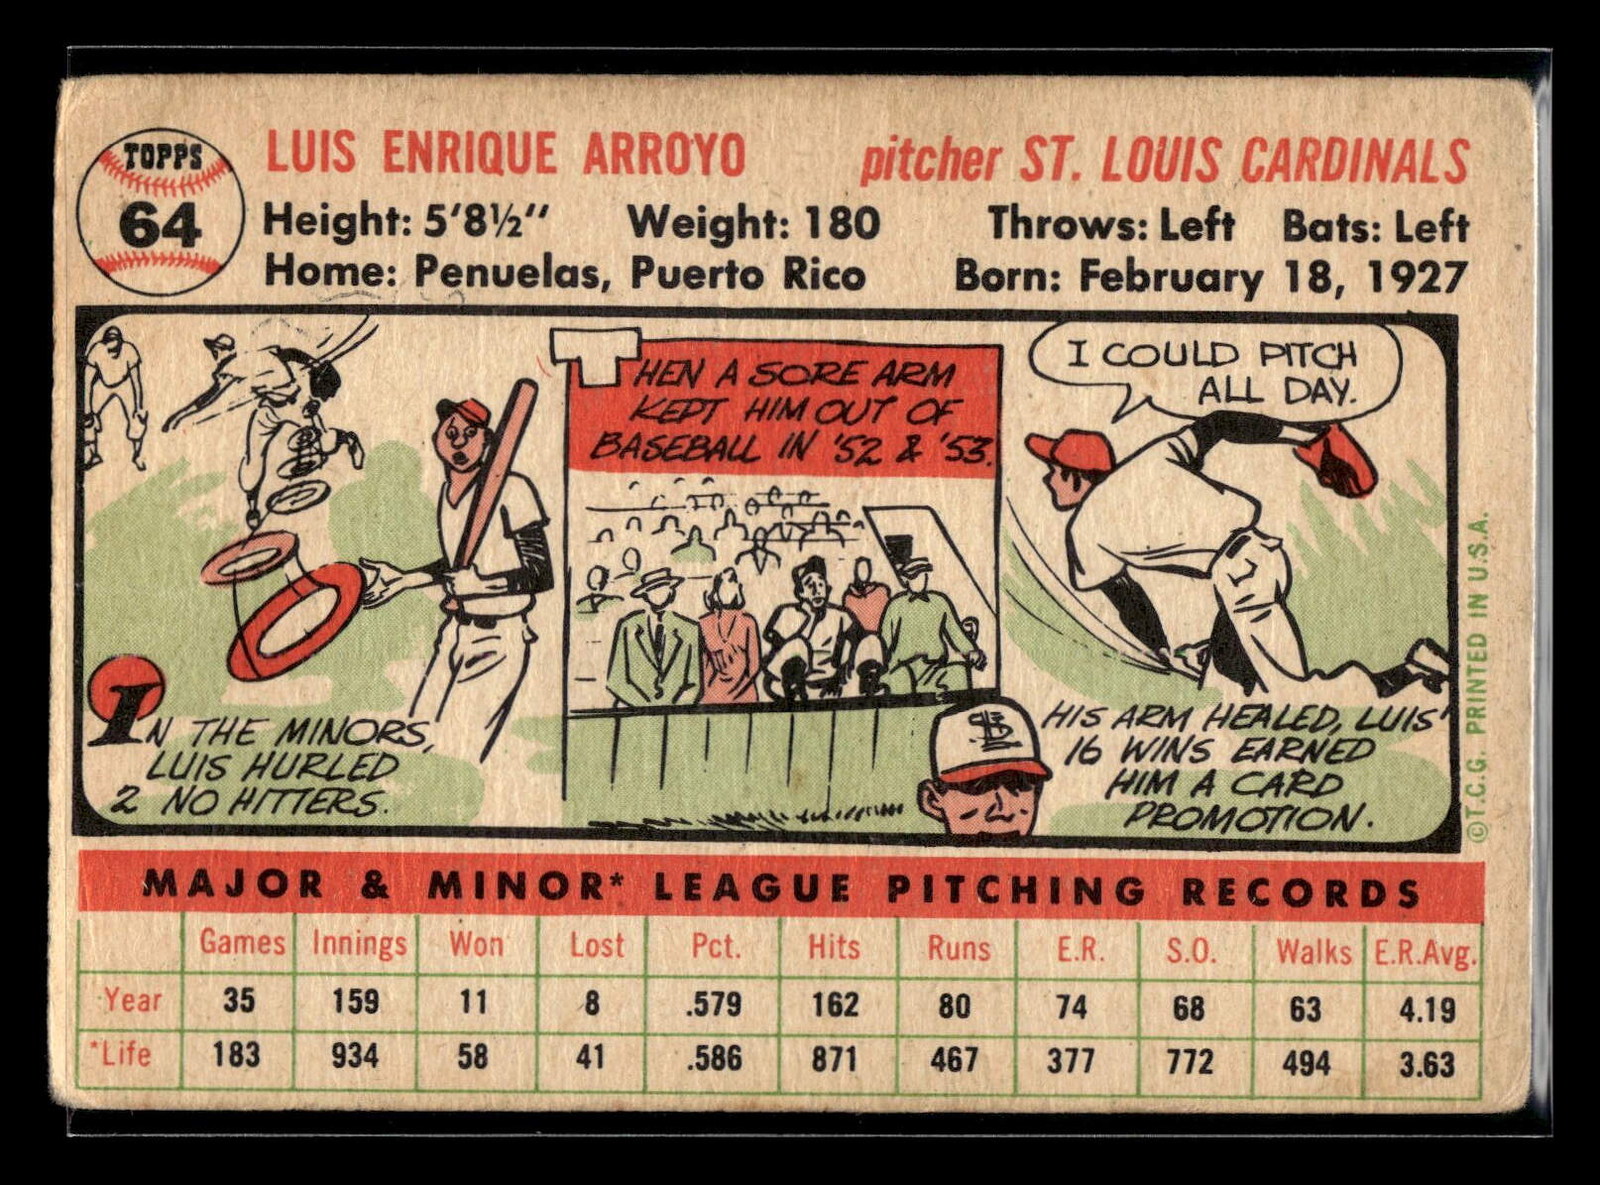 TOPPS
64
LUIS ENRIQUE ARROYO pitcher ST. LOUIS CARDINALS
Height: 5'8½" Weight: 180 Throws: Left Bats: Left
Home: Penuelas, Puerto Rico Born: February 18, 1927
IN THE MINORS,
LUIS HURLED
2 NO HITTERS.
THEN A SORE ARM
KEPT HIM OUT OF
BASEBALL IN '52 & '53.
I COULD PITCH
ALL DAY.
STL
HIS ARM HEALED, LUIS'
16 WINS EARNED
HIM A CARD
PROMOTION.
©T.C.G. PRINTED IN U.S.A.
MAJOR & MINOR* LEAGUE PITCHING RECORDS
Games Innings Won Lost Pct. Hits Runs E.R. S.O. Walks E.R.Avg.
Year 35 159 11 8 .579 162 80 74 68 63 4.19
*Life 183 934 58 41 .586 871 467 377 772 494 3.63